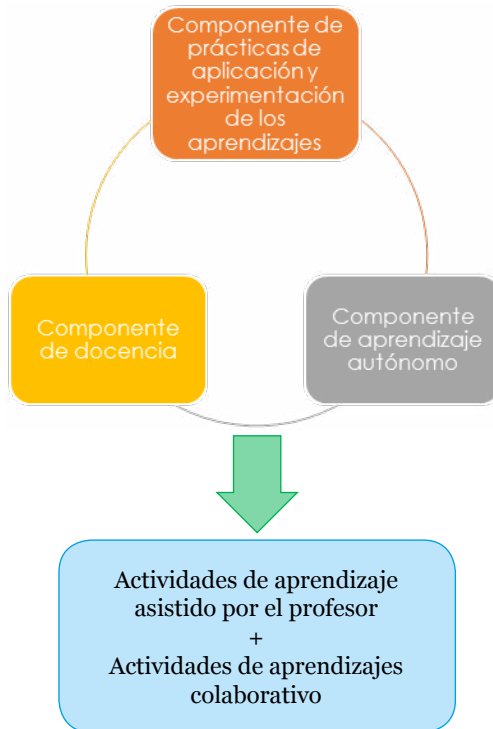 Componente de
prácticas de
aplicación y
experimentación
de los
aprendizajes
Componente
de docencia
Componente
de aprendizaje
autónomo
Actividades de aprendizaje
asistido por el profesor
+
Actividades de aprendizajes
colaborativo